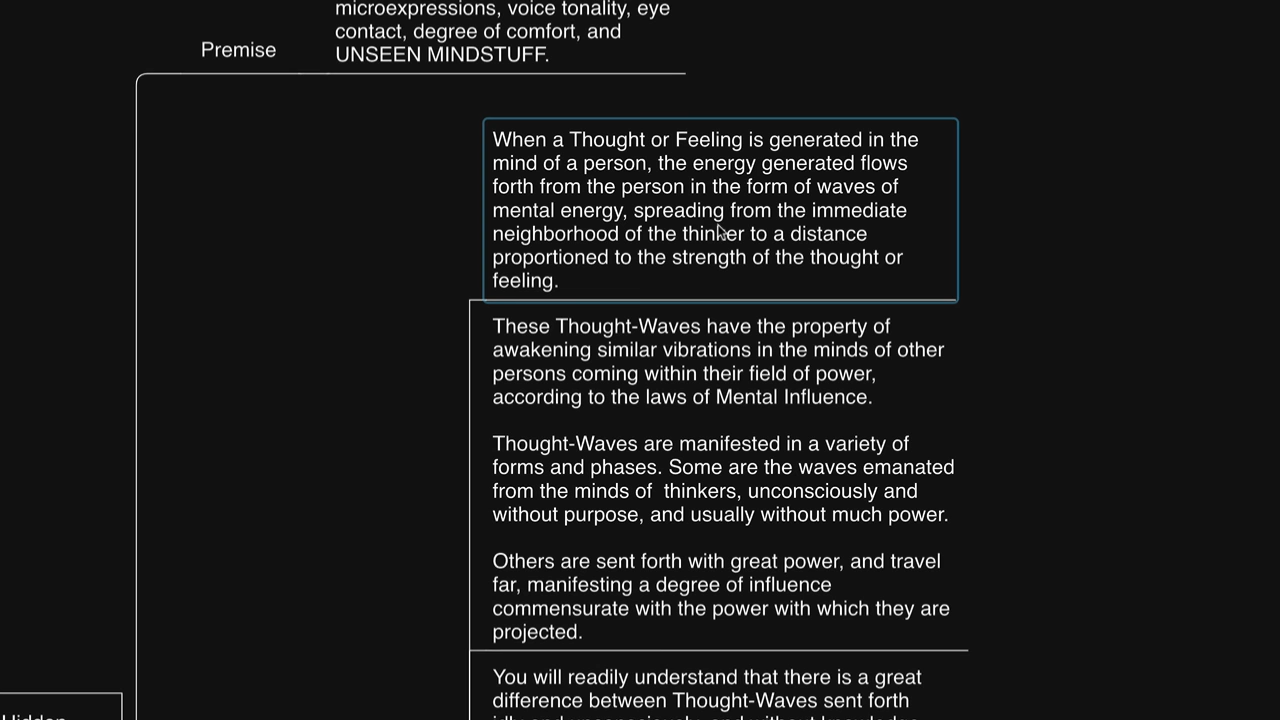 microexpressions, voice tonality, eye
contact, degree of comfort, and
UNSEEN MINDSTUFF.
Premise
When a Thought or Feeling is generated in the
mind of a person, the energy generated flows
forth from the person in the form of waves of
mental energy, spreading from the immediate
neighborhood of the thinker to a distance
proportioned to the strength of the thought or
feeling.
These Thought-Waves have the property of
awakening similar vibrations in the minds of other
persons coming within their field of power,
according to the laws of Mental Influence.
Thought-Waves are manifested in a variety of
forms and phases. Some are the waves emanated
from the minds of  thinkers, unconsciously and
without purpose, and usually without much power.
Others are sent forth with great power, and travel
far, manifesting a degree of influence
commensurate with the power with which they are
projected.
You will readily understand that there is a great
difference between Thought-Waves sent forth
idly and unconsciously, and without knowledge
Hidden